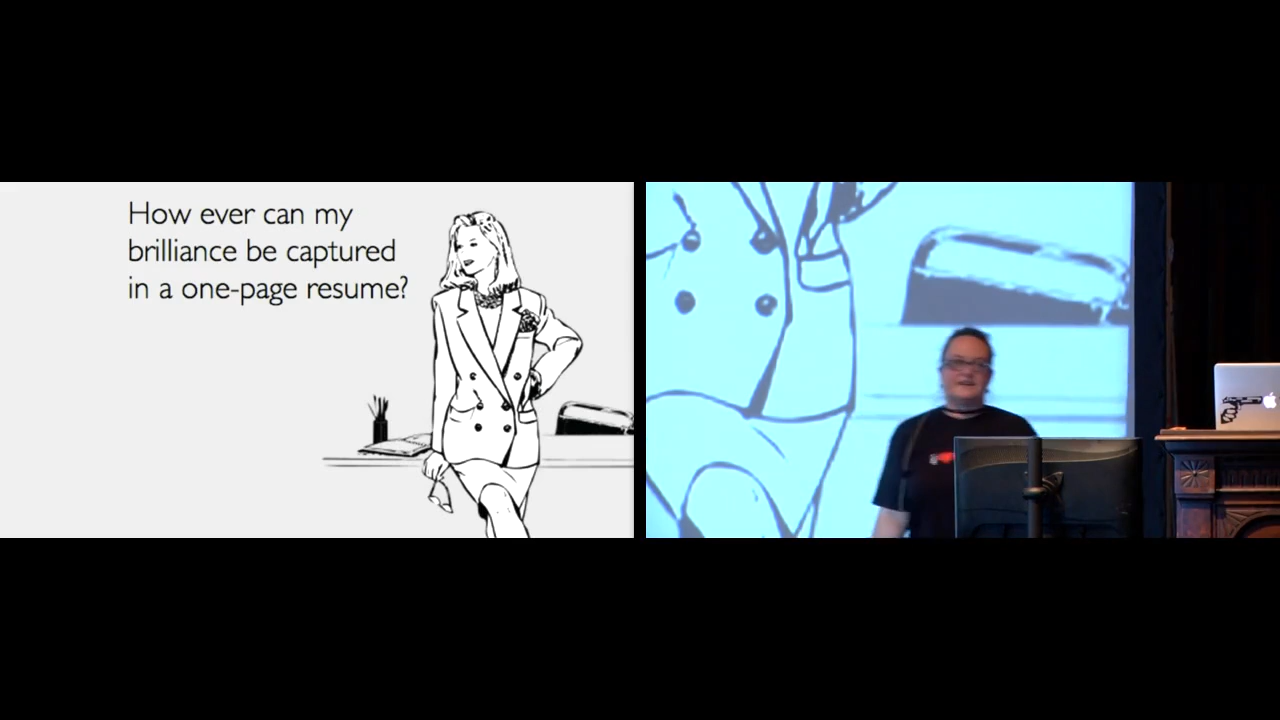 How ever can my
brilliance be captured
in a one-page resume?